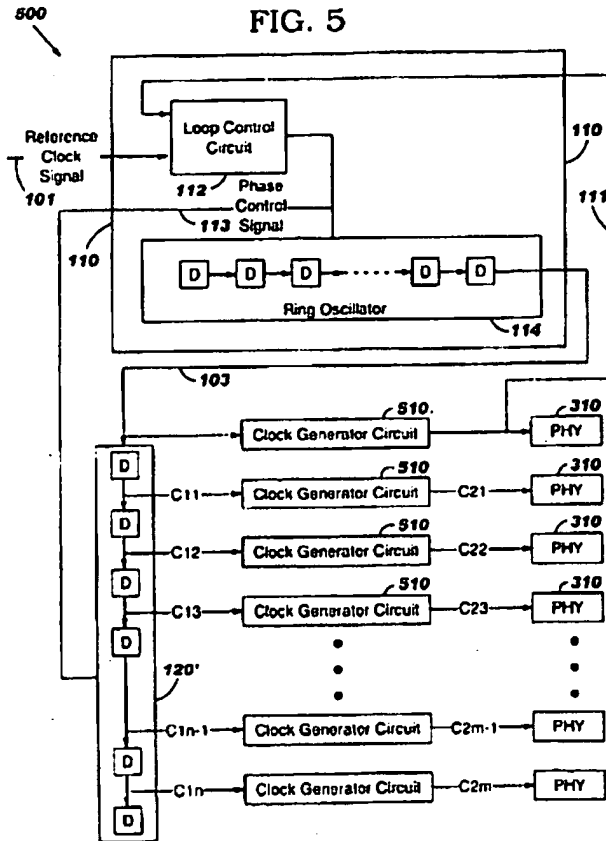 500
FIG. 5
Reference
Clock
Signal
101
Loop Control
Circuit
112
110
Phase
Control
Signal
113
110
111
D D D D D
Ring Oscillator
114
103
510.
Clock Generator Circuit
310
PHY
D
C11
510
Clock Generator Circuit
C21
310
PHY
D
C12
510
Clock Generator Circuit
C22
310
PHY
D
C13
510
Clock Generator Circuit
C23
310
PHY
D
120'
C1n-1
Clock Generator Circuit
C2m-1
PHY
D
C1n
Clock Generator Circuit
C2m
PHY
D